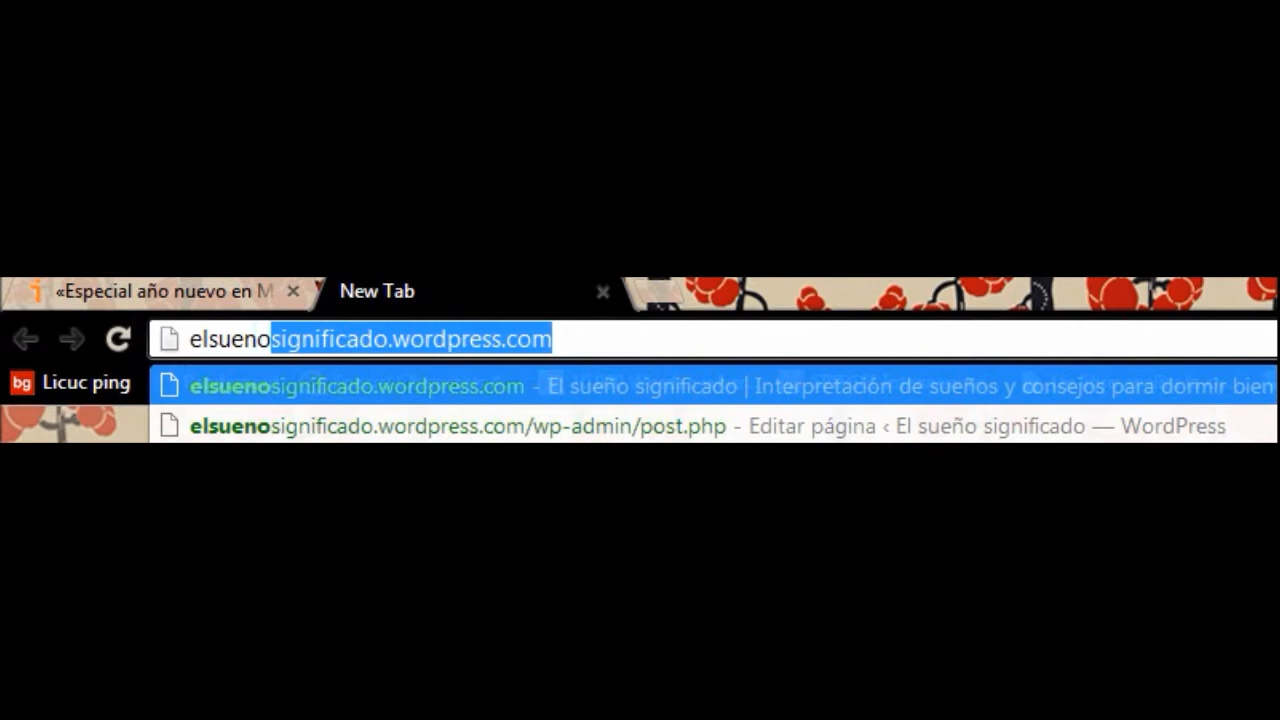 «Especial año nuevo en M
New Tab
elsuenosignificado.wordpress.com
bg Licuc ping
elsuenosignificado.wordpress.com - El sueño significado | Interpretación de sueños y consejos para dormir bien
elsuenosignificado.wordpress.com/wp-admin/post.php - Editar página ‹ El sueño significado — WordPress